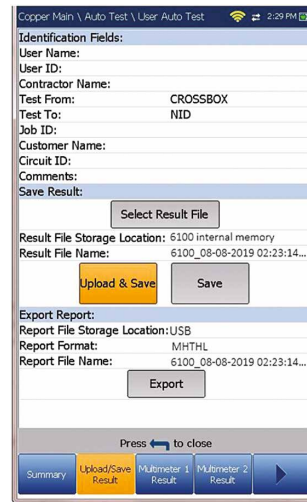 Copper Main \ Auto Test \ User Auto Test 2:29 PM
Identification Fields:
User Name:
User ID:
Contractor Name:
Test From: CROSSBOX
Test To: NID
Job ID:
Customer Name:
Circuit ID:
Comments:
Save Result:
Select Result File
Result File Storage Location: 6100 internal memory
Result File Name: 6100_08-08-2019 02:23:14...
Upload & Save Save
Export Report:
Report File Storage Location:USB
Report Format: MHTHL
Report File Name: 6100_08-08-2019 02:23:14...
Export
Press to close
Summary Upload/Save Result Multimeter 1 Result Multimeter 2 Result